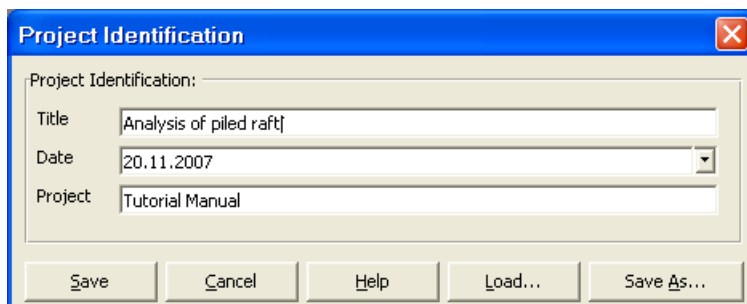 Project Identification
Project Identification:
Title Analysis of piled raft
Date 20.11.2007
Project Tutorial Manual
Save Cancel Help Load... Save As...